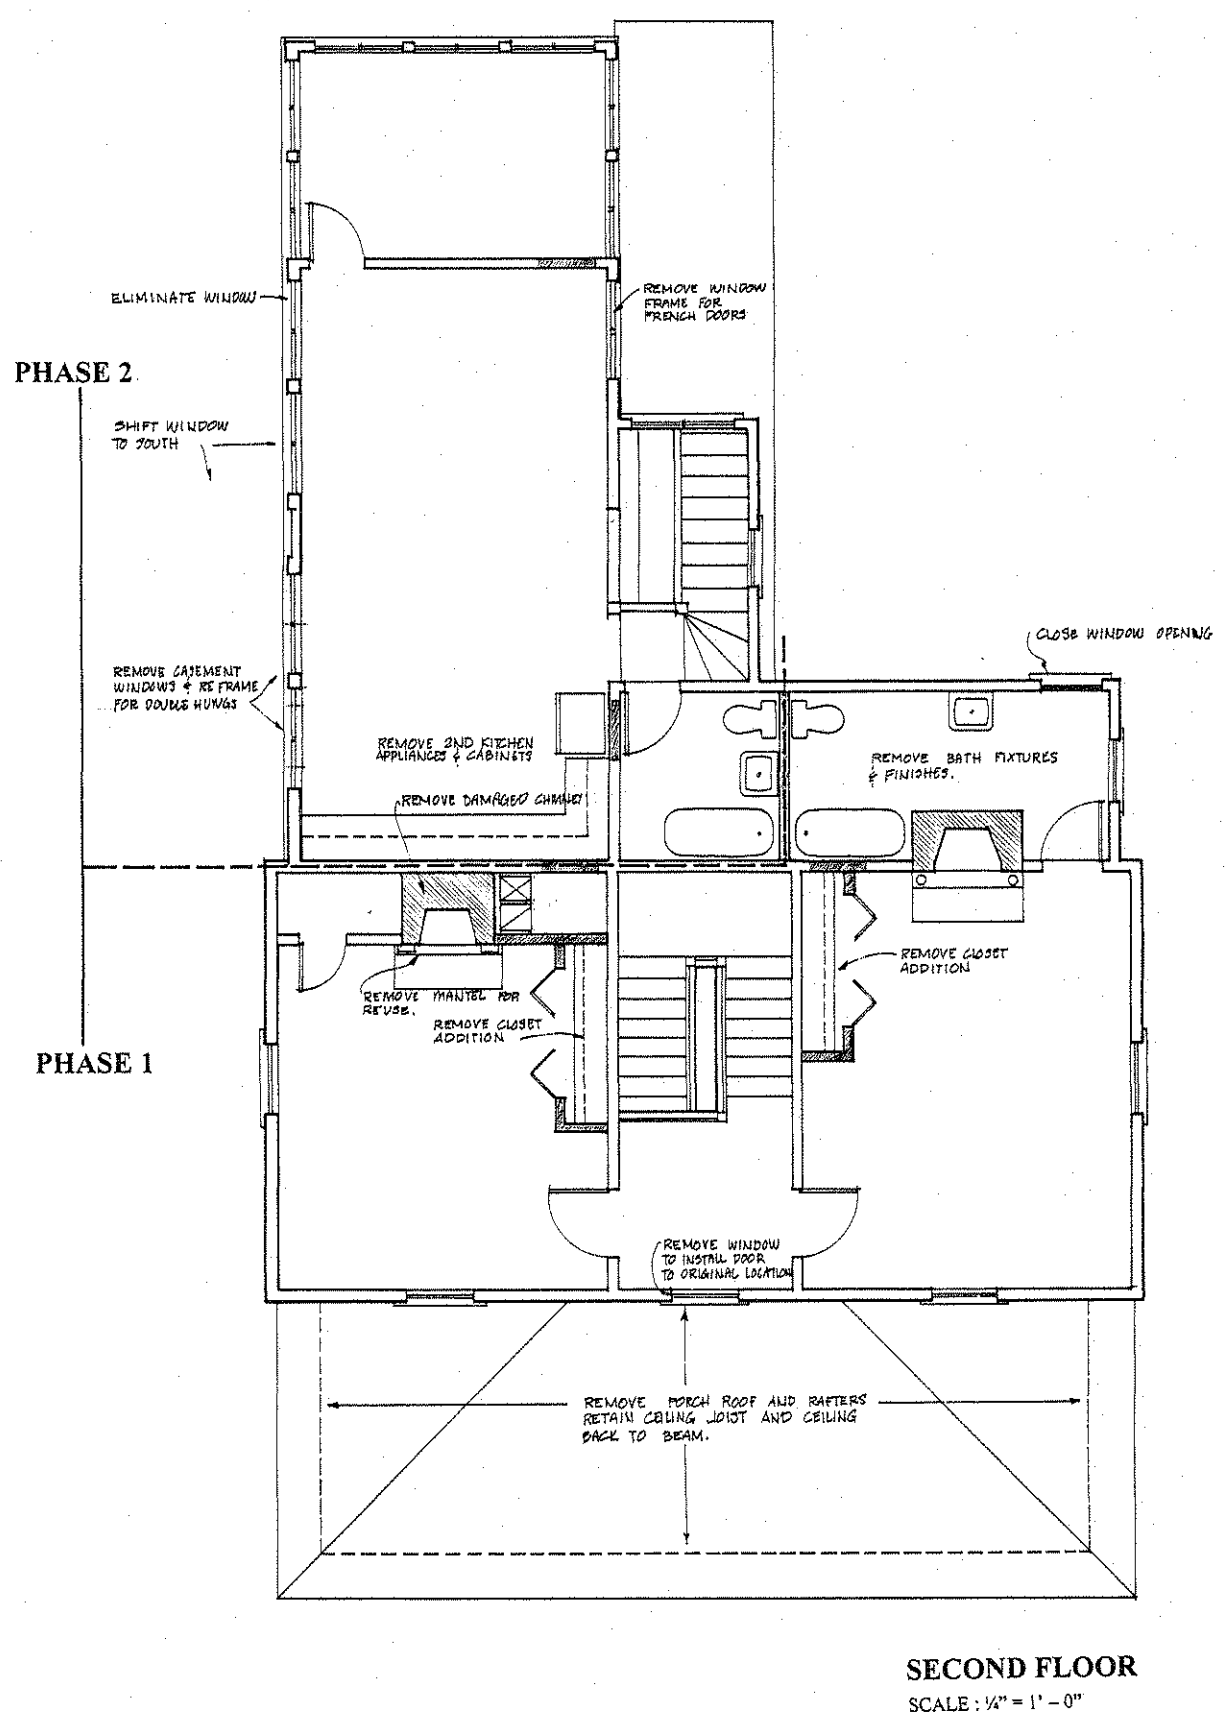 ELIMINATE WINDOW
REMOVE WINDOW
FRAME FOR
FRENCH DOORS
PHASE 2
SHIFT WINDOW
TO SOUTH
CLOSE WINDOW OPENING
REMOVE CASEMENT
WINDOWS & RE FRAME
FOR DOUBLE HUNGS
REMOVE 2ND KITCHEN
APPLIANCES & CABINETS
REMOVE BATH FIXTURES
& FINISHES.
REMOVE DAMAGED CHIMNEY
REMOVE CLOSET
ADDITION
REMOVE MANTEL FOR
REUSE.
REMOVE CLOSET
ADDITION
PHASE 1
REMOVE WINDOW
TO INSTALL DOOR
TO ORIGINAL LOCATION
REMOVE PORCH ROOF AND RAFTERS
RETAIN CEILING JOIST AND CEILING
BACK TO BEAM.
SECOND FLOOR
SCALE : ¼" = 1' – 0"